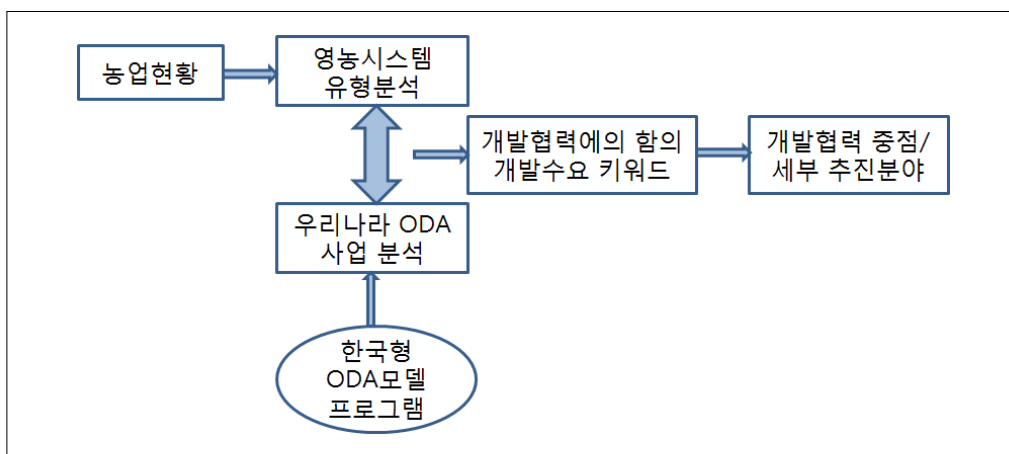 농업현황
영농시스템
유형분석
개발협력에의 함의
개발수요 키워드
개발협력 중점/
세부 추진분야
우리나라 ODA
사업 분석
한국형
ODA모델
프로그램